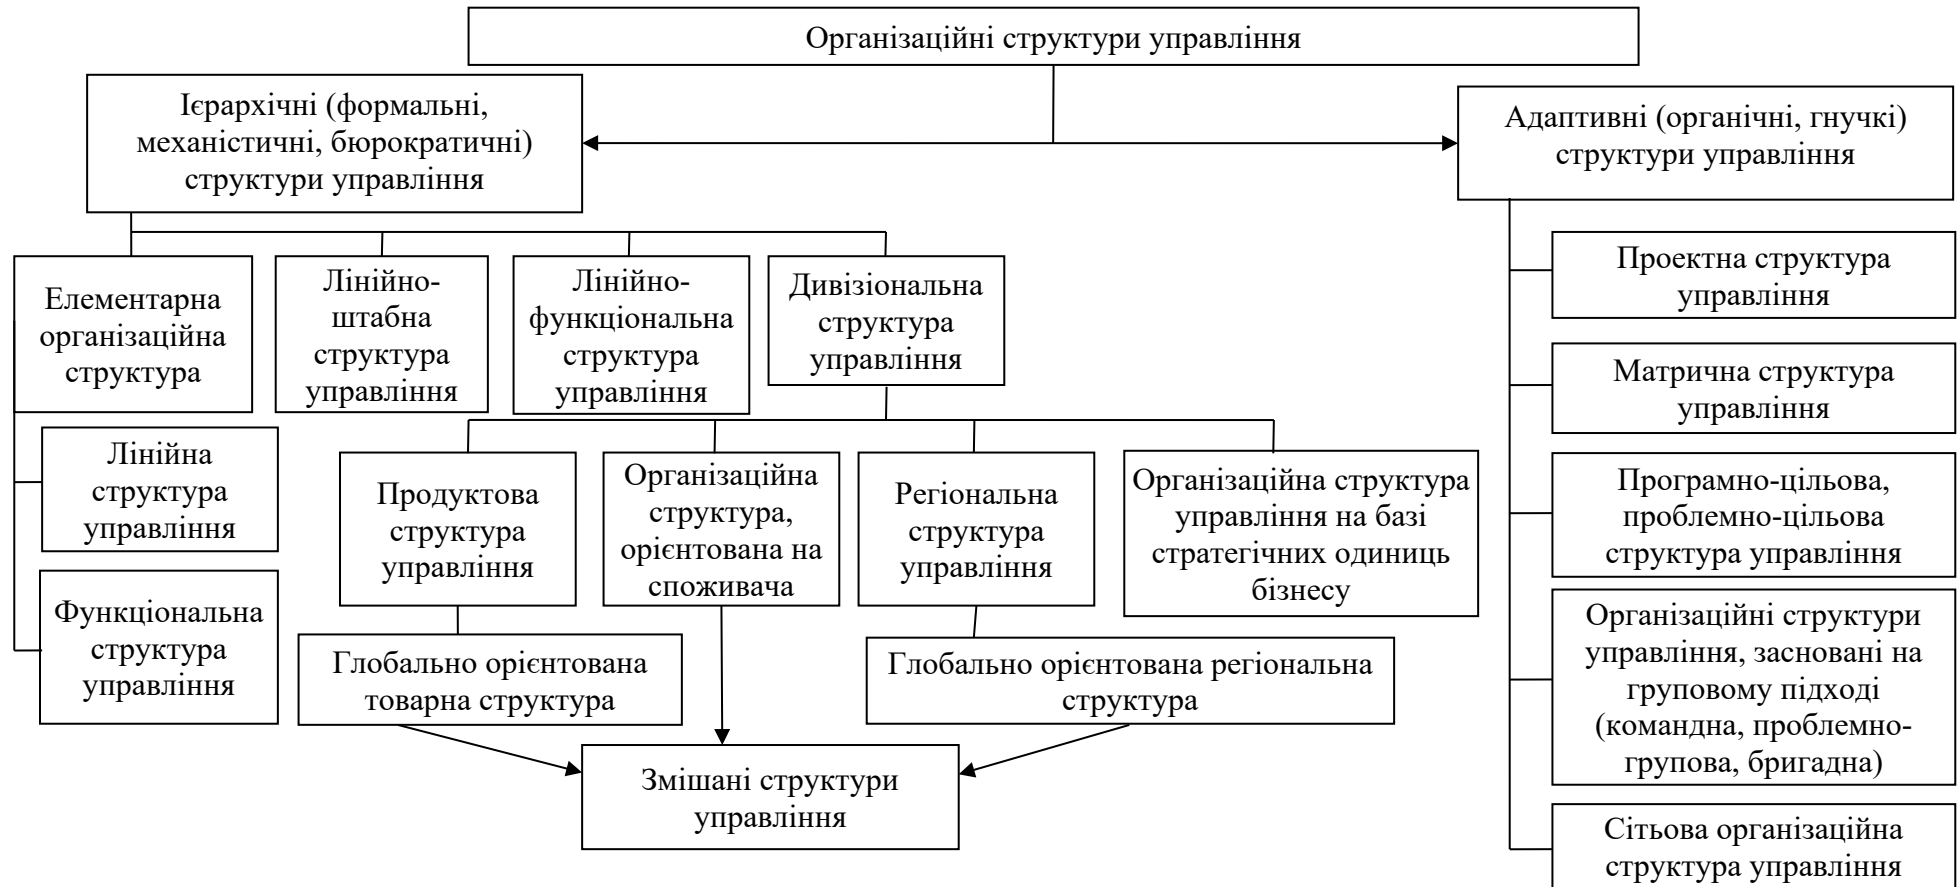 Організаційні структури управління
Ієрархічні (формальні,
механістичні, бюрократичні)
структури управління
Адаптивні (органічні, гнучкі)
структури управління
Елементарна
організаційна
структура
Лінійно-
штабна
структура
управління
Лінійно-
функціональна
структура
управління
Дивізіональна
структура
управління
Лінійна
структура
управління
Функціональна
структура
управління
Продуктова
структура
управління
Організаційна
структура,
орієнтована на
споживача
Регіональна
структура
управління
Організаційна структура
управління на базі
стратегічних одиниць
бізнесу
Глобально орієнтована
товарна структура
Глобально орієнтована регіональна
структура
Змішані структури
управління
Проектна структура
управління
Матрична структура
управління
Програмно-цільова,
проблемно-цільова
структура управління
Організаційні структури
управління, засновані на
груповому підході
(командна, проблемно-
групова, бригадна)
Сітьова організаційна
структура управління